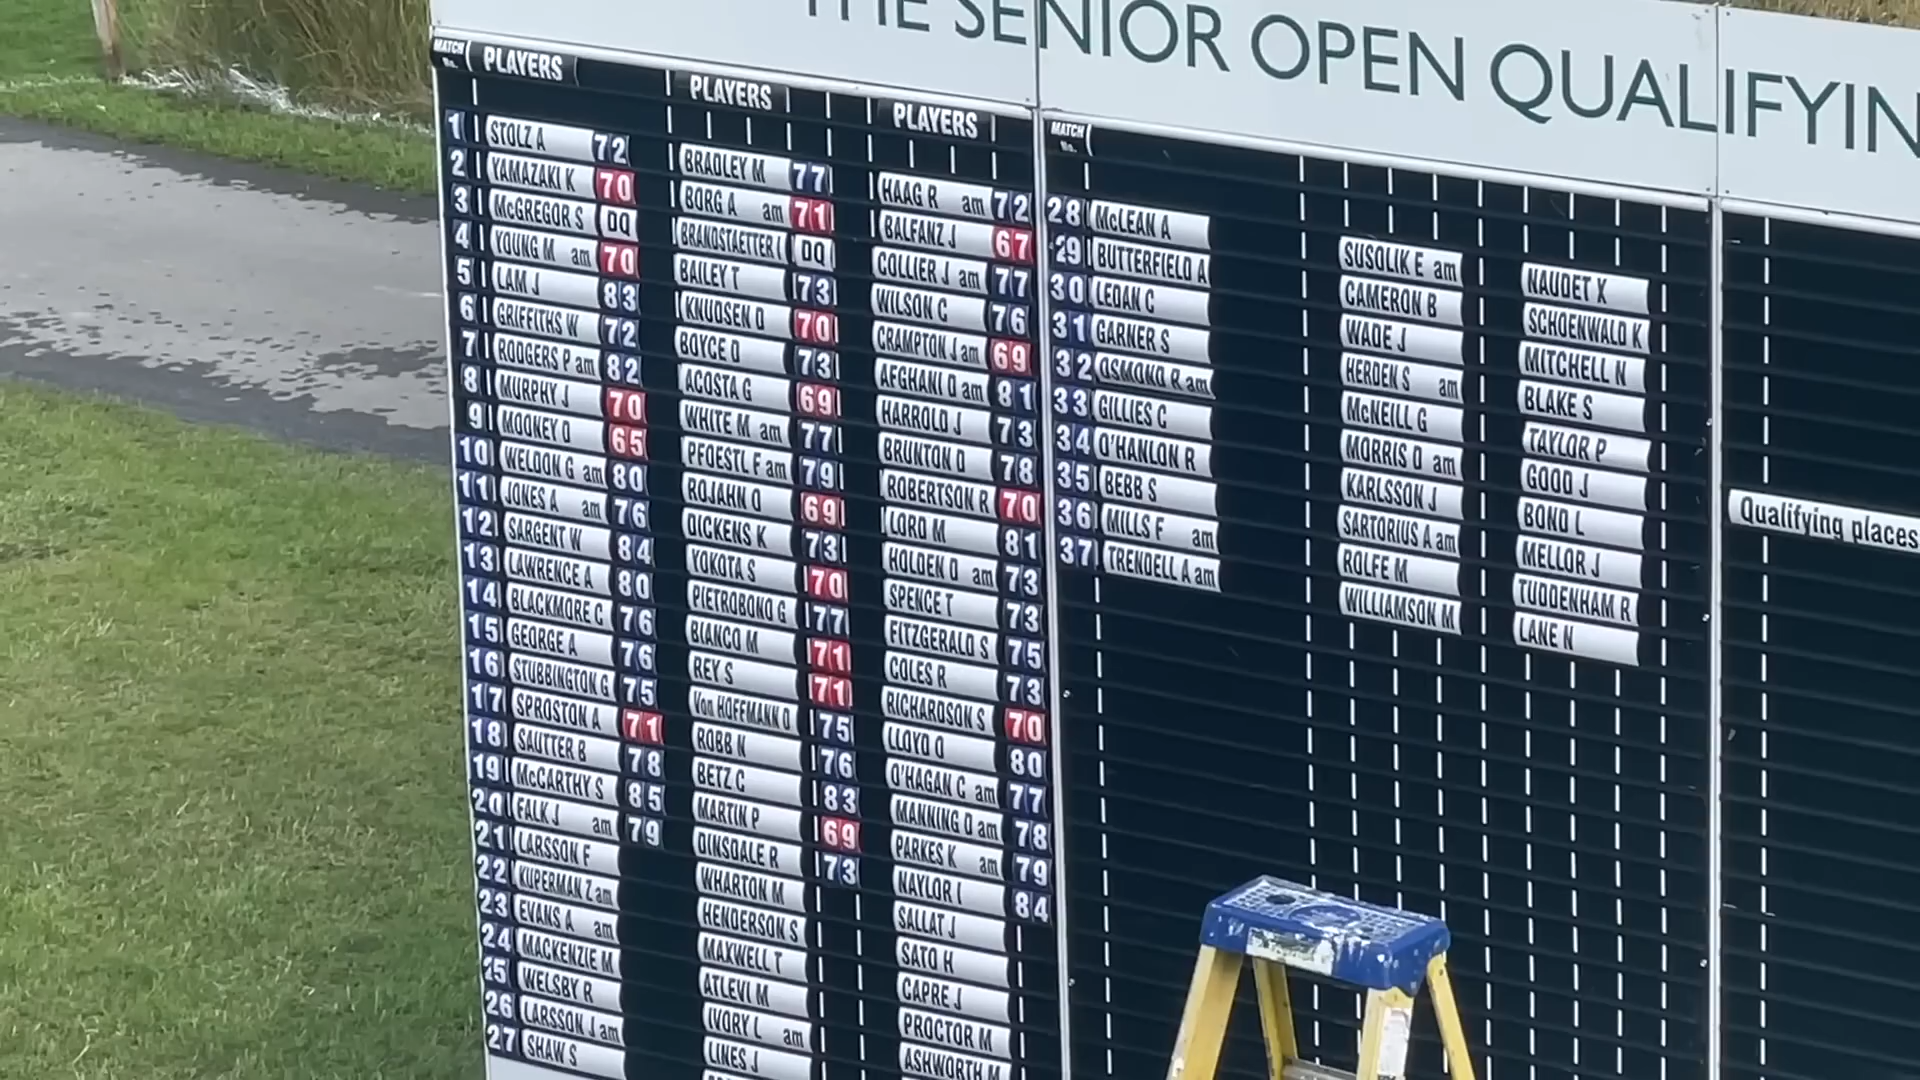 THE SENIOR OPEN QUALIFYIN
MATCH No. PLAYERS PLAYERS PLAYERS
1 STOLZ A 72 BRADLEY M 77 HAAG R am 72
2 YAMAZAKI K 70 BORG A am 71 BALFANZ J 67
3 McGREGOR S DQ BRANDSTAETTER I DQ COLLIER J am 77
4 YOUNG M am 70 BAILEY T 73 WILSON C 76
5 LAM J 83 KNUDSEN D 70 CRAMPTON J am 69
6 GRIFFITHS W 72 BOYCE D 73 AFGHANI D am 81
7 RODGERS P am 82 ACOSTA G 69 HARROLD J 73
8 MURPHY J 70 WHITE M am 77 BRUNTON D 78
9 MOONEY D 65 PFOESTL F am 79 ROBERTSON R 70
10 WELDON G am 80 ROJAHN O 69 LORD M 81
11 JONES A am 76 DICKENS K 73 HOLDEN D am 73
12 SARGENT W 84 YOKOTA S 70 SPENCE T 73
13 LAWRENCE A 80 PIETROBONO G 77 FITZGERALD S 75
14 BLACKMORE C 76 BIANCO M 71 COLES R 73
15 GEORGE A 76 REY S 71 RICHARDSON S 70
16 STUBBINGTON G 75 Von HOFFMANN D 75 LLOYD O 80
17 SPROSTON A 71 ROBB N 76 O'HAGAN C am 77
18 SAUTTER B 78 BETZ C 83 MANNING D am 78
19 McCARTHY S 85 MARTIN P 69 PARKES K am 79
20 FALK J am 79 DINSDALE R 73 NAYLOR I 84
21 LARSSON F WHARTON M SALLAT J
22 KUPERMAN Z am HENDERSON S SATO H
23 EVANS A am MAXWELL T CAPRE J
24 MACKENZIE M ATLEVI M PROCTOR M
25 WELSBY R IVORY L am ASHWORTH M
26 LARSSON J am LINES J
27 SHAW S
MATCH No.
28 McLEAN A SUSOLIK E am NAUDET X
29 BUTTERFIELD A CAMERON B SCHOENWALD K
30 LEDAN C WADE J MITCHELL N
31 GARNER S HERDEN S am BLAKE S
32 OSMOND R am McNEILL G TAYLOR P
33 GILLIES C MORRIS D am GOOD J
34 O'HANLON R KARLSSON J BOND L
35 BEBB S SARTORIUS A am MELLOR J
36 MILLS F am ROLFE M TUDDENHAM R
37 TRENDELL A am WILLIAMSON M LANE N
Qualifying places